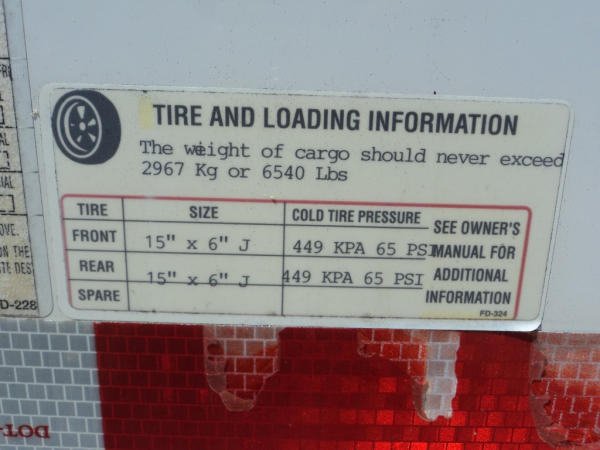 TIRE AND LOADING INFORMATION
The weight of cargo should never exceed
2967 Kg or 6540 Lbs
TIRE SIZE COLD TIRE PRESSURE SEE OWNER'S
FRONT 15" x 6" J 449 KPA 65 PSI MANUAL FOR
REAR 15" x 6" J 449 KPA 65 PSI ADDITIONAL
SPARE INFORMATION
FD-324
D-228
DOT-